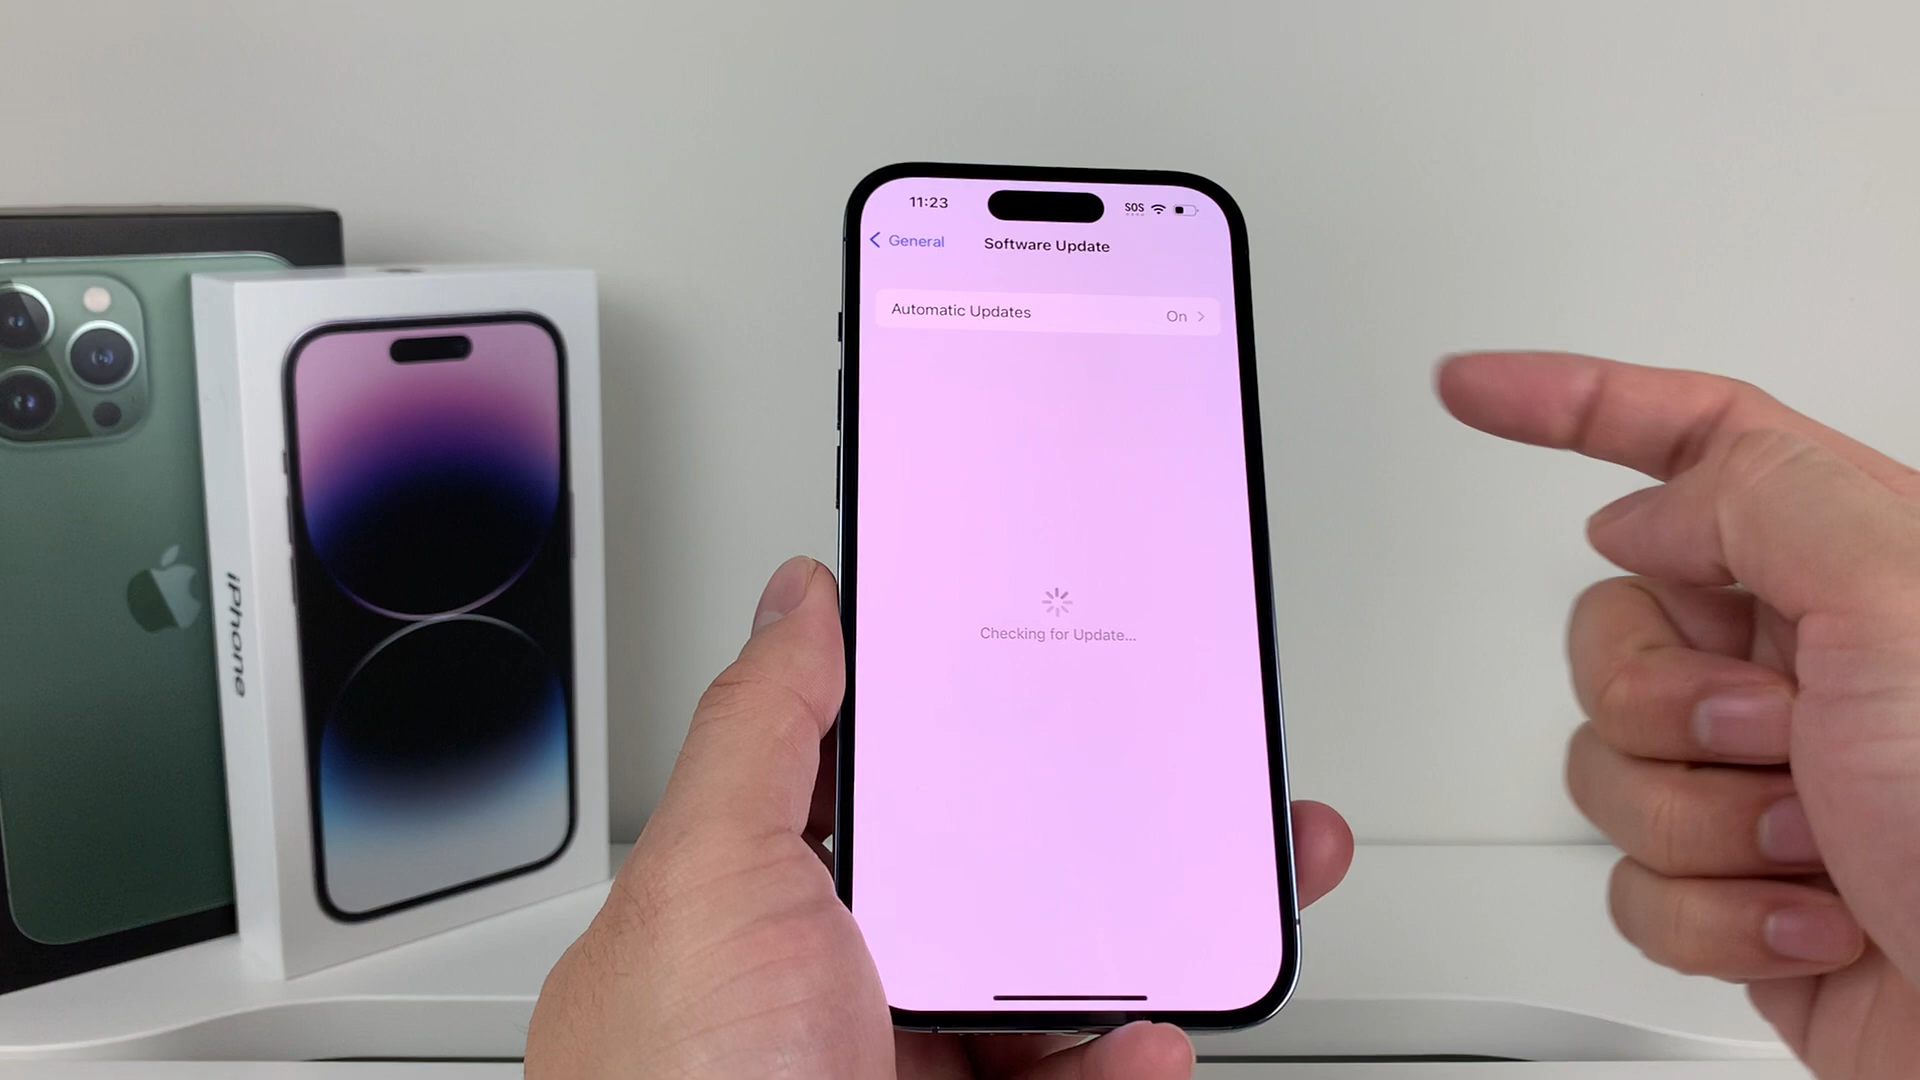 11:23
SOS
General
Software Update
Automatic Updates
On
Checking for Update...
iPhone